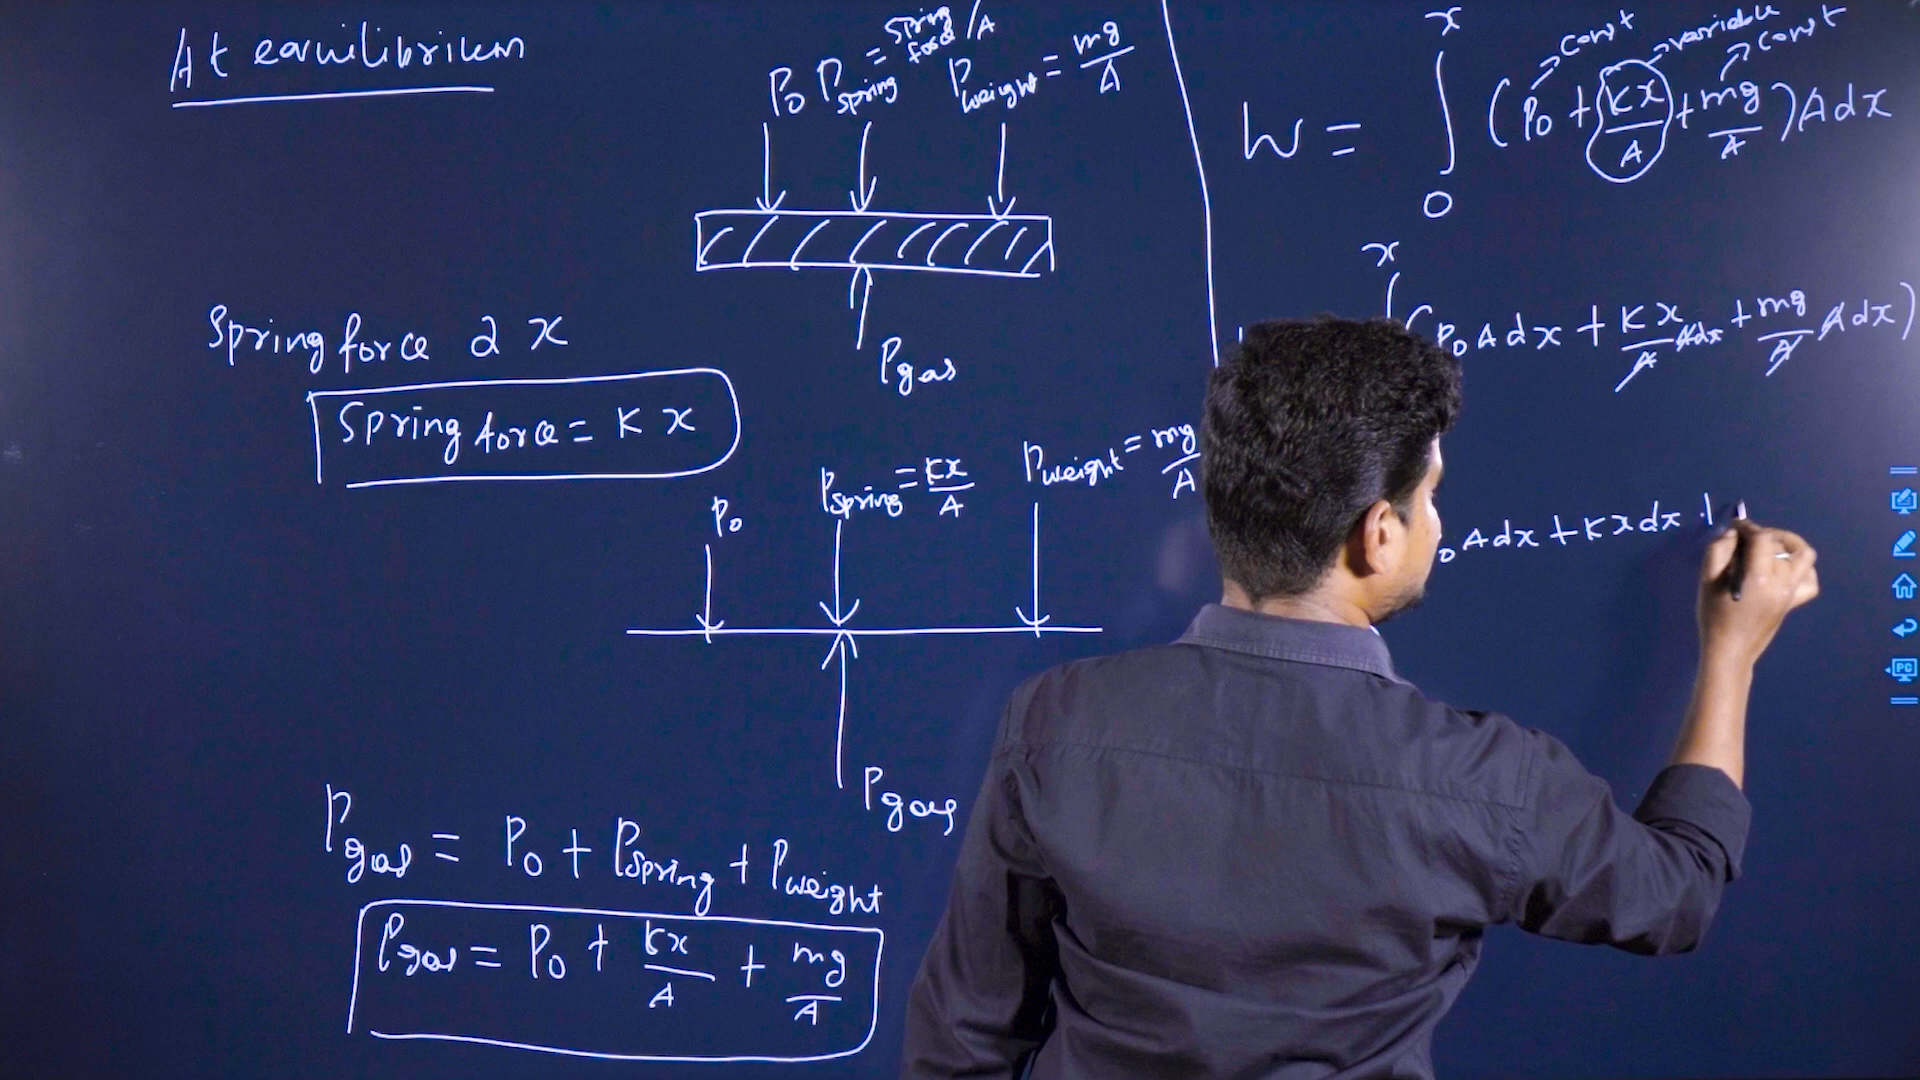 At equilibrium
P0 Pspring = spring force/A Pweight = mg/A
Pgas
Spring force α x
Spring force = Kx
P0 Pspring = Kx/A Pweight = mg/A
Pgas
Pgas = P0 + Pspring + Pweight
Pgas = P0 + Kx/A + mg/A
const variable const
W = ∫0x (P0 + Kx/A + mg/A) A dx
x
(P0 A dx + Kx/A A dx + mg/A A dx)
0 A dx + Kx dx +
PC